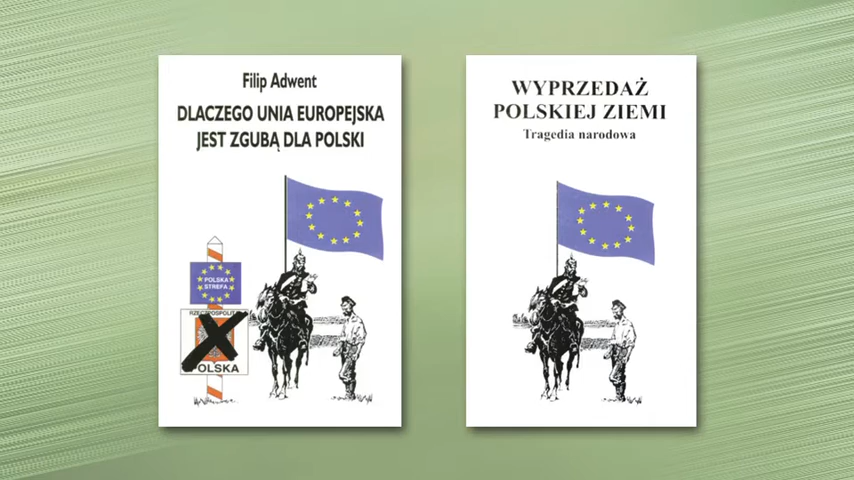 Filip Adwent
DLACZEGO UNIA EUROPEJSKA
JEST ZGUBĄ DLA POLSKI
POLSKA
STREFA
RZECZPOSPOLITA
POLSKA
WYPRZEDAŻ
POLSKIEJ ZIEMI
Tragedia narodowa